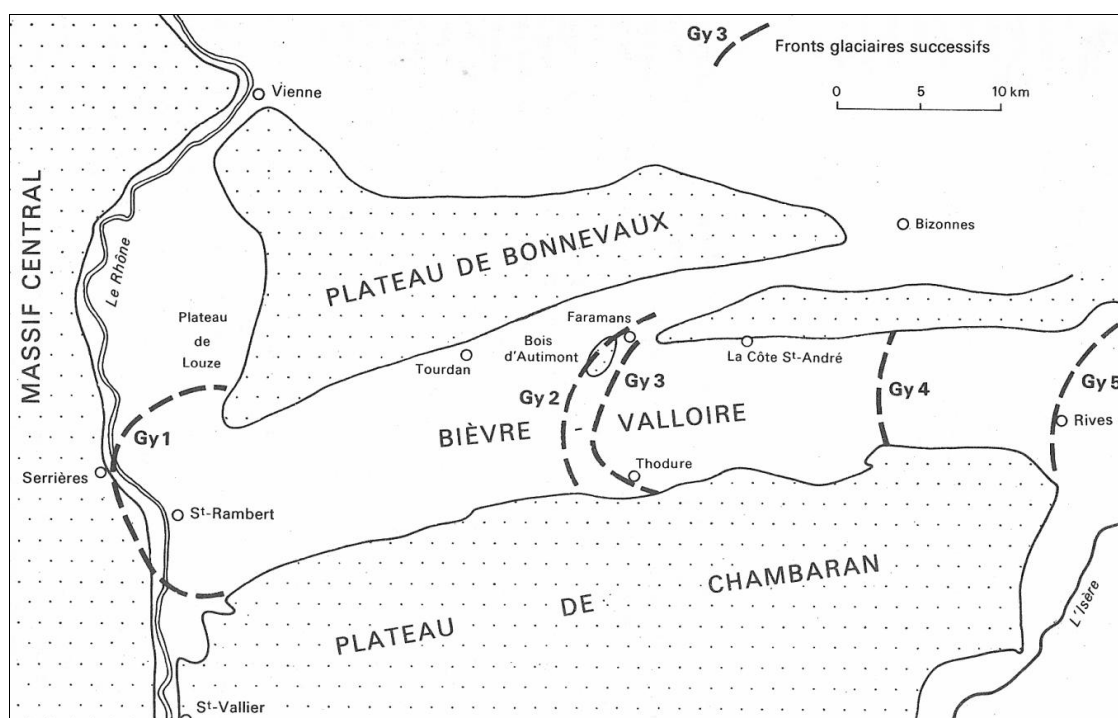 Gy 3
Fronts glaciaires successifs
0 5 10 km
Vienne
MASSIF CENTRAL
Le Rhône
PLATEAU DE BONNEVAUX
Bizonnes
Plateau
de
Louze
Faramans
Bois
d'Autimont
Tourdan
La Côte St-André
Gy 1
Gy 2
Gy 3
Gy 4
Gy 5
BIÈVRE - VALLOIRE
Rives
Serrières
Thodure
St-Rambert
PLATEAU DE CHAMBARAN
L'Isère
St-Vallier